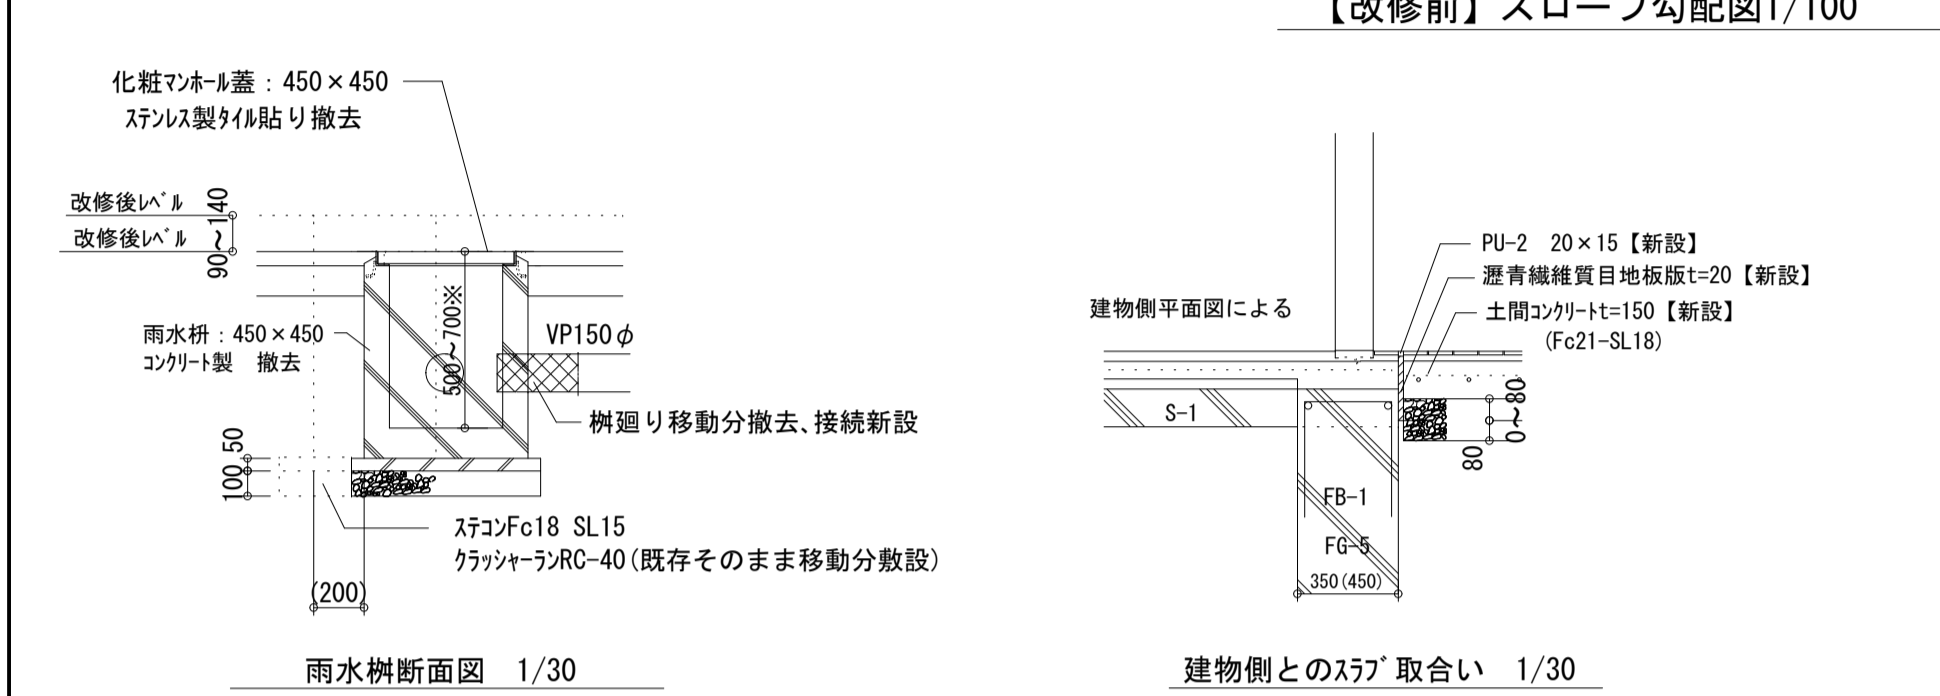 【改修前】スロープ勾配図1/100
化粧ﾏﾝﾎｰﾙ蓋：450×450
ｽﾃﾝﾚｽ製ﾀｲﾙ貼り撤去
改修後ﾚﾍﾞﾙ
改修後ﾚﾍﾞﾙ
90～140
雨水枡：450×450
ｺﾝｸﾘｰﾄ製　撤去
500～700※
VP150φ
桝廻り移動分撤去、接続新設
50
100
ｽﾃｺﾝFc18 SL15
ｸﾗｯｼｬｰﾗﾝRC-40(既存そのまま移動分敷設)
(200)
雨水桝断面図　1/30
PU-2　20×15【新設】
瀝青繊維質目地板版t=20【新設】
土間ｺﾝｸﾘｰﾄt=150【新設】
(Fc21-SL18)
建物側平面図による
S-1
0～80
80
FB-1
FG-5
350(450)
建物側とのｽﾗﾌﾞ取合い　1/30